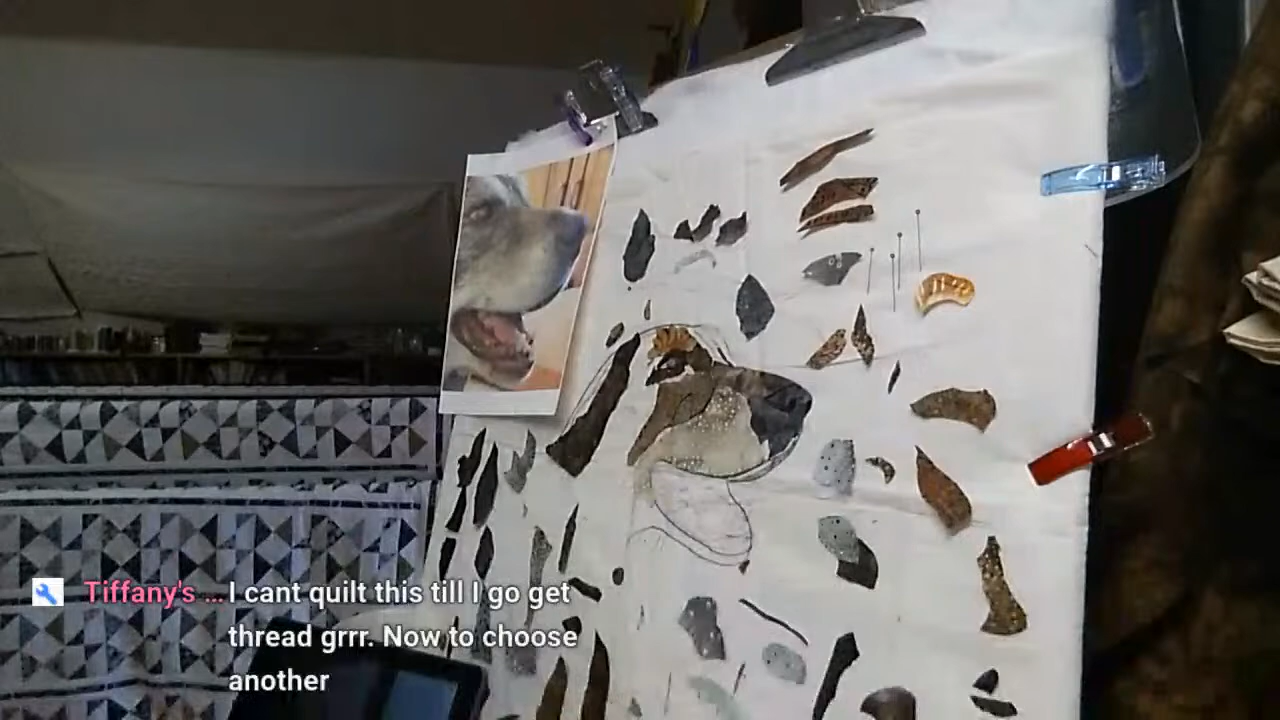 Tiffany's ...I cant quilt this till I go get
thread grrr. Now to choose
another